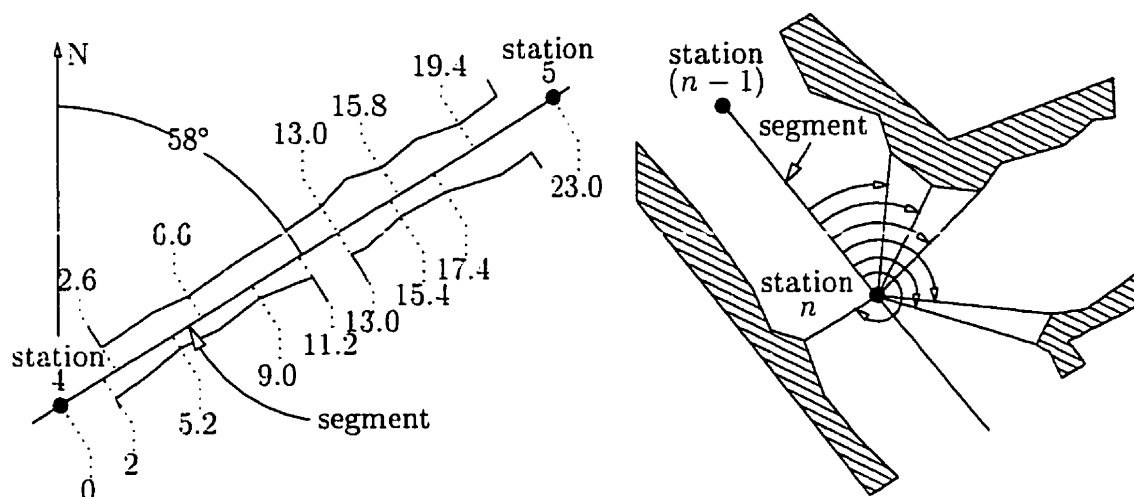 N
station
5
19.4
15.8
13.0
58°
6.6
2.6
23.0
17.4
15.4
13.0
11.2
9.0
5.2
2
0
station
4
segment
station
(n − 1)
segment
station
n